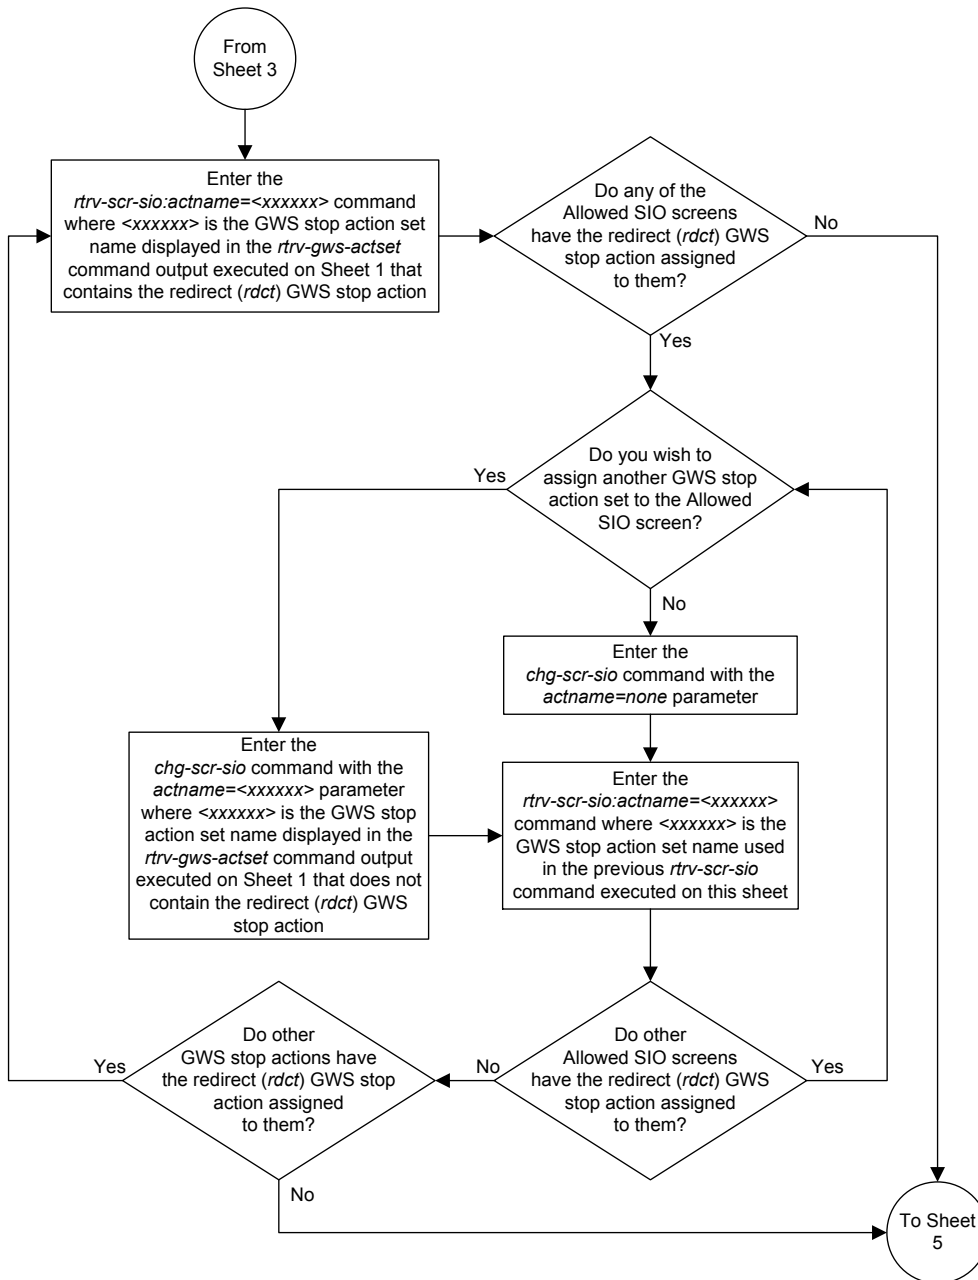 From
Sheet 3
Enter the
rtrv-scr-sio:actname=<xxxxxx> command
where <xxxxxx> is the GWS stop action set
name displayed in the rtrv-gws-actset
command output executed on Sheet 1 that
contains the redirect (rdct) GWS stop action
Do any of the
Allowed SIO screens
have the redirect (rdct) GWS
stop action assigned
to them?
No
Yes
Do you wish to
assign another GWS stop
action set to the Allowed
SIO screen?
Yes
No
Enter the
chg-scr-sio command with the
actname=none parameter
Enter the
chg-scr-sio command with the
actname=<xxxxxx> parameter
where <xxxxxx> is the GWS stop
action set name displayed in the
rtrv-gws-actset command output
executed on Sheet 1 that does not
contain the redirect (rdct) GWS
stop action
Enter the
rtrv-scr-sio:actname=<xxxxxx>
command where <xxxxxx> is the
GWS stop action set name used
in the previous rtrv-scr-sio
command executed on this sheet
Do other
Allowed SIO screens
have the redirect (rdct) GWS
stop action assigned
to them?
Yes
No
Do other
GWS stop actions have
the redirect (rdct) GWS stop
action assigned
to them?
Yes
No
To Sheet
5